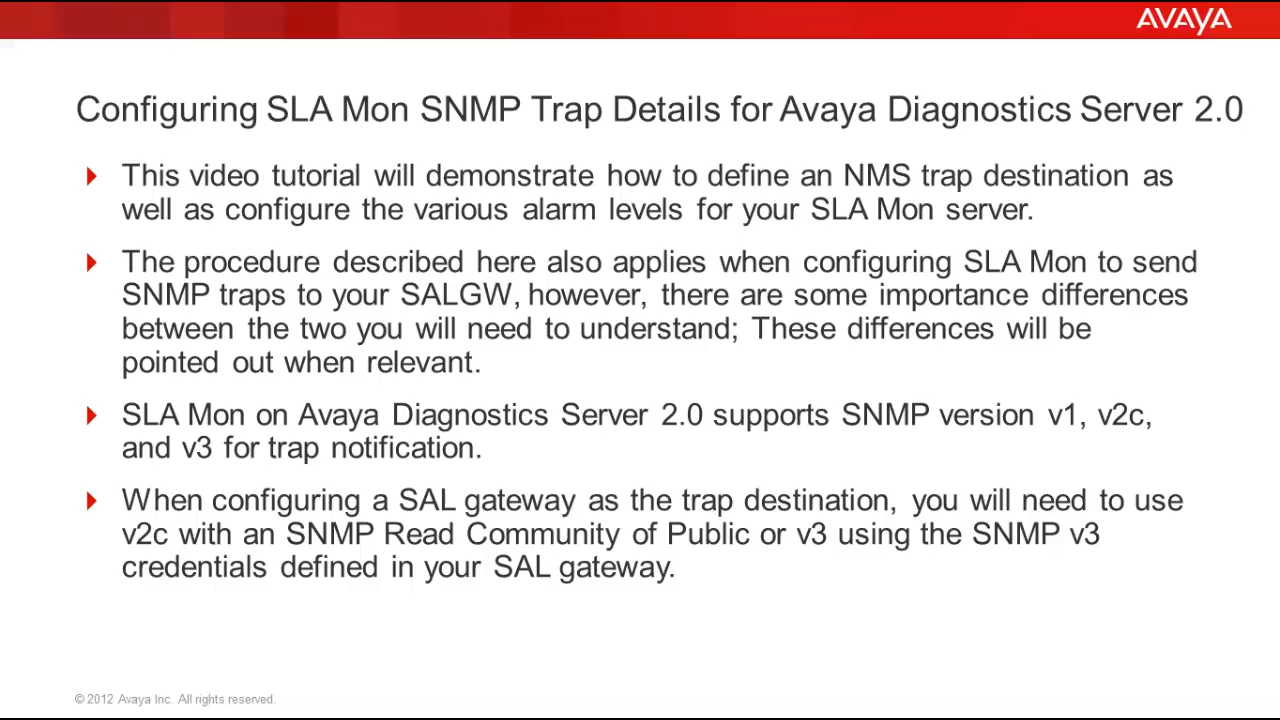 AVAYA
Configuring SLA Mon SNMP Trap Details for Avaya Diagnostics Server 2.0
This video tutorial will demonstrate how to define an NMS trap destination as
well as configure the various alarm levels for your SLA Mon server.
The procedure described here also applies when configuring SLA Mon to send
SNMP traps to your SALGW, however, there are some importance differences
between the two you will need to understand; These differences will be
pointed out when relevant.
SLA Mon on Avaya Diagnostics Server 2.0 supports SNMP version v1, v2c,
and v3 for trap notification.
When configuring a SAL gateway as the trap destination, you will need to use
v2c with an SNMP Read Community of Public or v3 using the SNMP v3
credentials defined in your SAL gateway.
© 2012 Avaya Inc. All rights reserved.